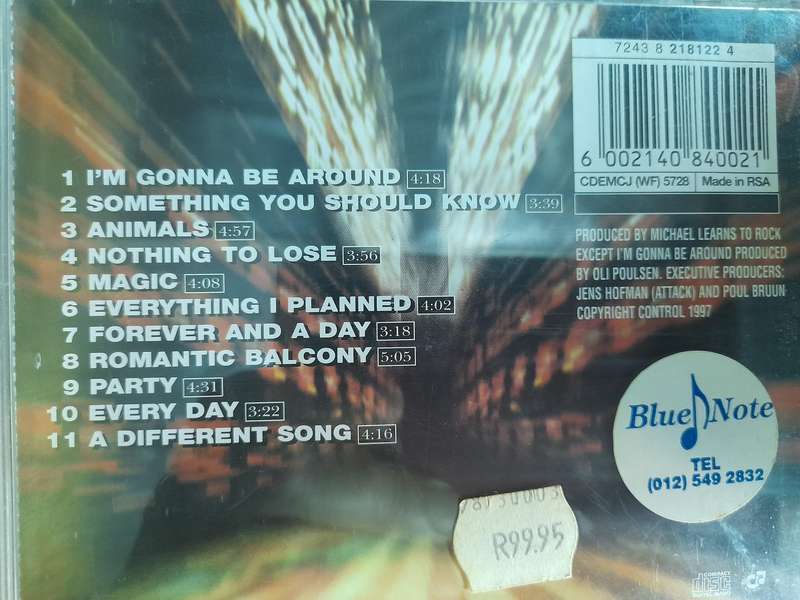 1 I'M GONNA BE AROUND 4:18
2 SOMETHING YOU SHOULD KNOW 3:39
3 ANIMALS 4:57
4 NOTHING TO LOSE 3:56
5 MAGIC 4:08
6 EVERYTHING I PLANNED 4:02
7 FOREVER AND A DAY 3:18
8 ROMANTIC BALCONY 5:05
9 PARTY 4:31
10 EVERY DAY 3:22
11 A DIFFERENT SONG 4:16
7243 8 218122 4
6 002140 840021
CDEMCJ (WF) 5728 Made in RSA
PRODUCED BY MICHAEL LEARNS TO ROCK
EXCEPT I'M GONNA BE AROUND PRODUCED
BY OLI POULSEN. EXECUTIVE PRODUCERS:
JENS HOFMAN (ATTACK) AND POUL BRUUN
COPYRIGHT CONTROL 1997
Blue Note
TEL
(012) 549 2832
R99.95
COMPACT
disc